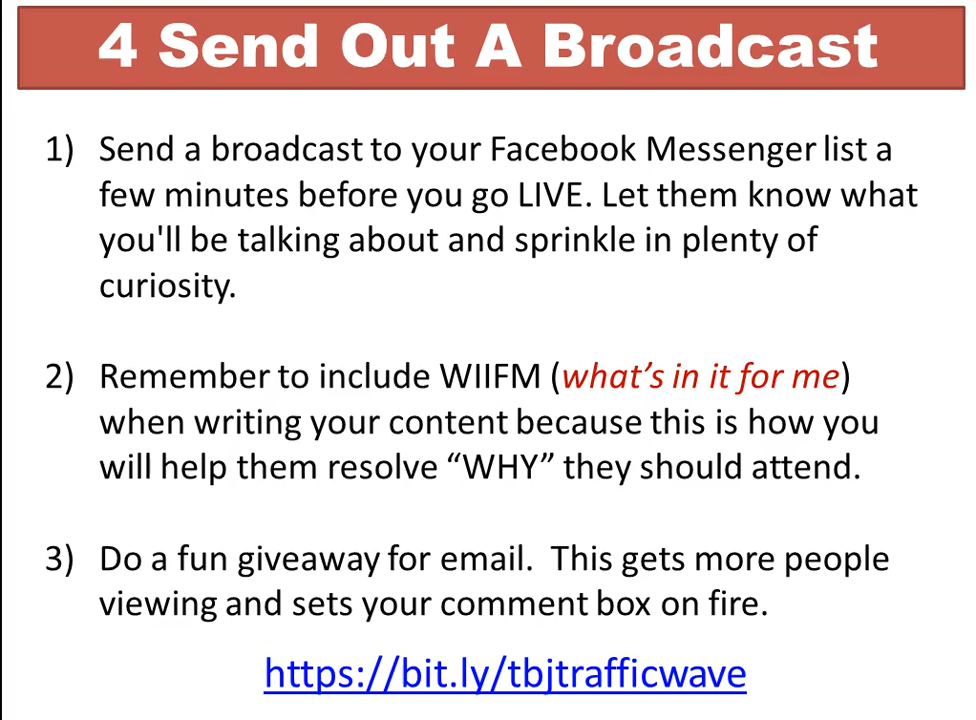 4 Send Out A Broadcast
1) Send a broadcast to your Facebook Messenger list a
few minutes before you go LIVE. Let them know what
you'll be talking about and sprinkle in plenty of
curiosity.
2) Remember to include WIIFM (what’s in it for me)
when writing your content because this is how you
will help them resolve “WHY” they should attend.
3) Do a fun giveaway for email.  This gets more people
viewing and sets your comment box on fire.
https://bit.ly/tbjtrafficwave